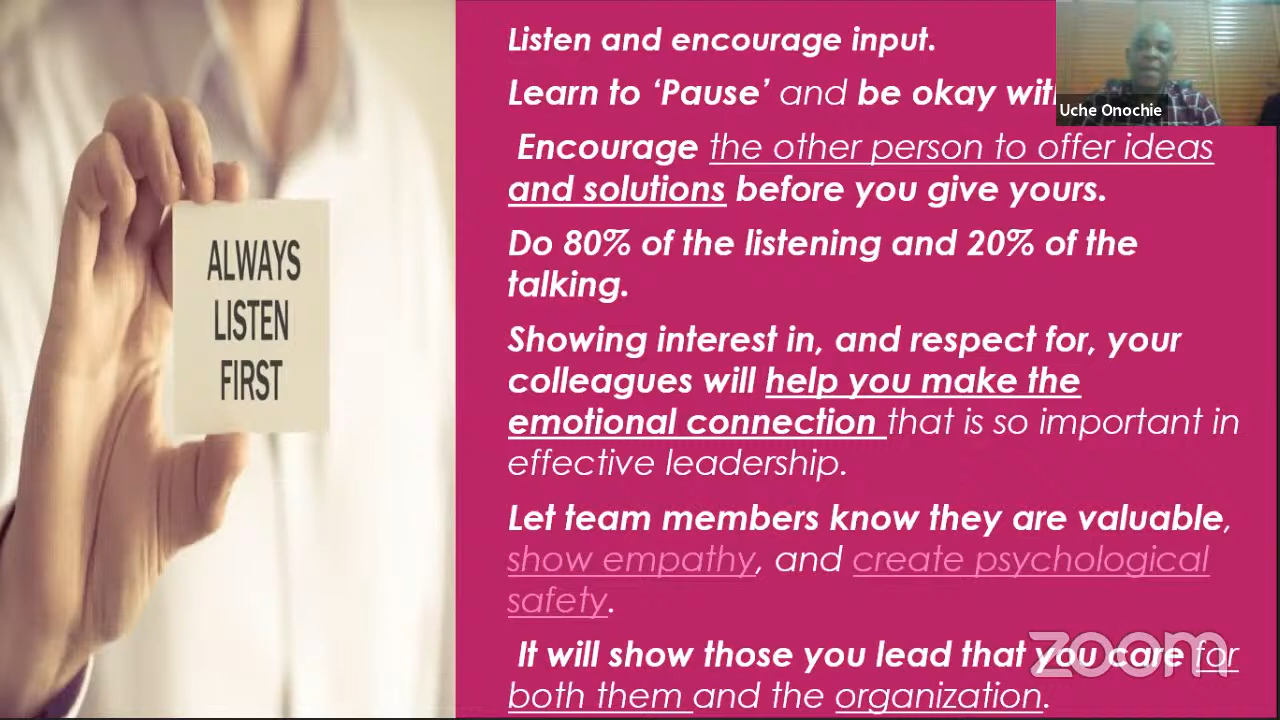 ALWAYS
LISTEN
FIRST
Listen and encourage input.
Learn to ‘Pause’ and be okay
Encourage the other person to offer ideas
and solutions before you give yours.
Do 80% of the listening and 20% of the
talking.
Showing interest in, and respect for, your
colleagues will help you make the
emotional connection that is so important in
effective leadership.
Let team members know they are valuable,
show empathy, and create psychological
safety.
It will show those you lead that you care for
both them and the organization.
Uche Onochie
zoom